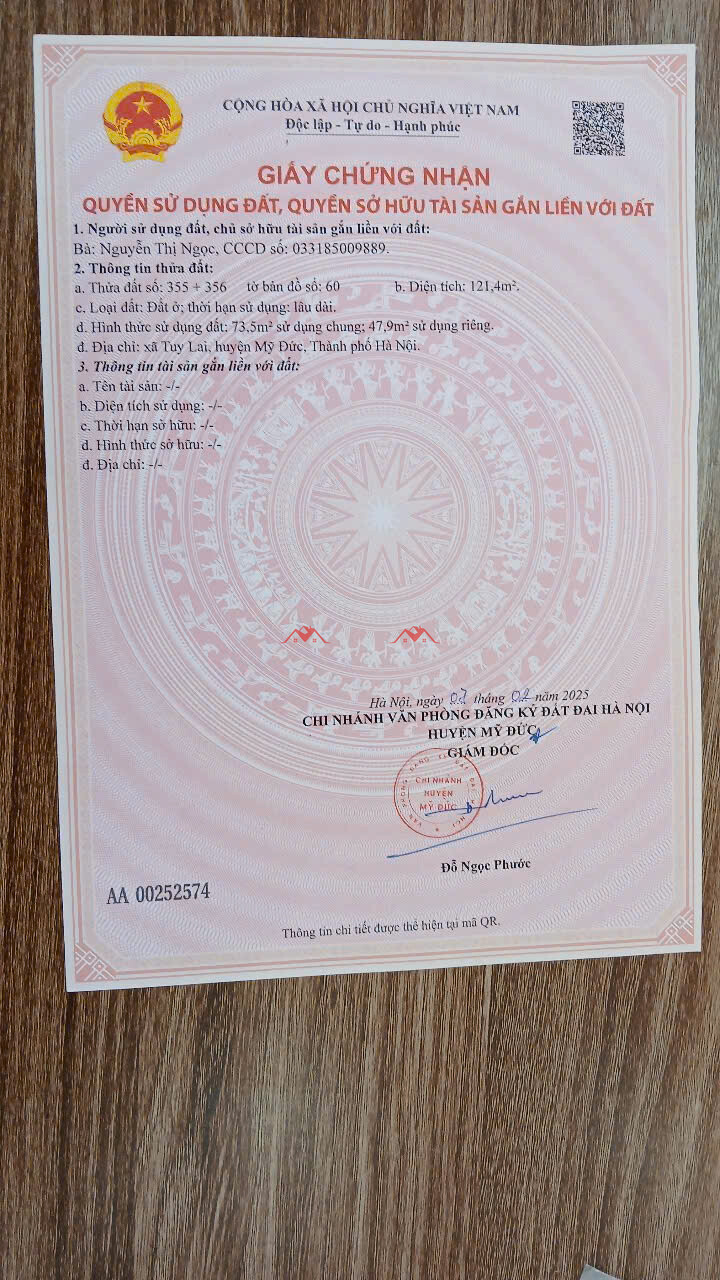 CỘNG HÒA XÃ HỘI CHỦ NGHĨA VIỆT NAM
Độc lập - Tự do - Hạnh phúc
GIẤY CHỨNG NHẬN
QUYỀN SỬ DỤNG ĐẤT, QUYỀN SỞ HỮU TÀI SẢN GẮN LIỀN VỚI ĐẤT
1. Người sử dụng đất, chủ sở hữu tài sản gắn liền với đất:
Bà: Nguyễn Thị Ngọc, CCCD số: 033185009889.
2. Thông tin thửa đất:
a. Thửa đất số: 355 + 356 tờ bản đồ số: 60 b. Diện tích: 121,4m².
c. Loại đất: Đất ở; thời hạn sử dụng: lâu dài.
d. Hình thức sử dụng đất; 73,5m² sử dụng chung; 47,9m² sử dụng riêng.
đ. Địa chỉ: xã Tuy Lai, huyện Mỹ Đức, Thành phố Hà Nội.
3. Thông tin tài sản gắn liền với đất:
a. Tên tài sản: -/-
b. Diện tích sử dụng: -/-
c. Thời hạn sở hữu: -/-
d. Hình thức sở hữu: -/-
đ. Địa chỉ: -/-
Hà Nội, ngày 07 tháng 02 năm 2025
CHI NHÁNH VĂN PHÒNG ĐĂNG KÝ ĐẤT ĐAI HÀ NỘI
HUYỆN MỸ ĐỨC
GIÁM ĐỐC
CHI NHÁNH
HUYỆN
MỸ ĐỨC
Đỗ Ngọc Phước
AA 00252574
Thông tin chi tiết được thể hiện tại mã QR.